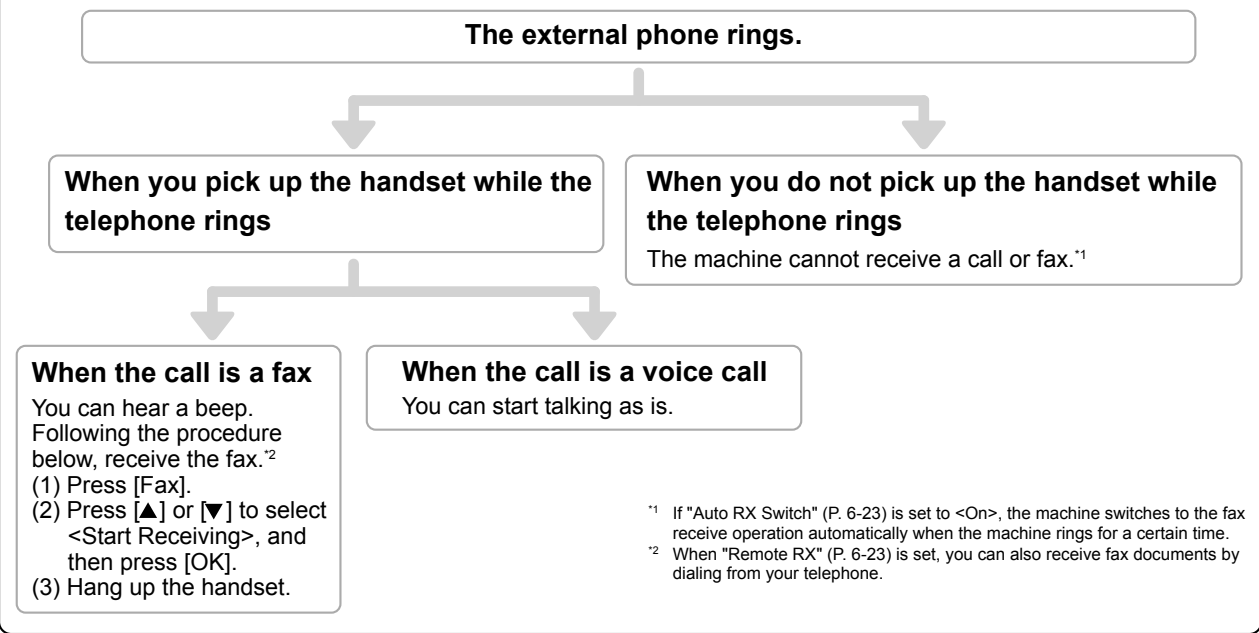 The external phone rings.
When you pick up the handset while the
telephone rings
When you do not pick up the handset while
the telephone rings
The machine cannot receive a call or fax.*1
When the call is a fax
You can hear a beep.
Following the procedure
below, receive the fax.*2
(1) Press [Fax].
(2) Press [▲] or [▼] to select
<Start Receiving>, and
then press [OK].
(3) Hang up the handset.
When the call is a voice call
You can start talking as is.
*1 If "Auto RX Switch" (P. 6-23) is set to <On>, the machine switches to the fax
receive operation automatically when the machine rings for a certain time.
*2 When "Remote RX" (P. 6-23) is set, you can also receive fax documents by
dialing from your telephone.